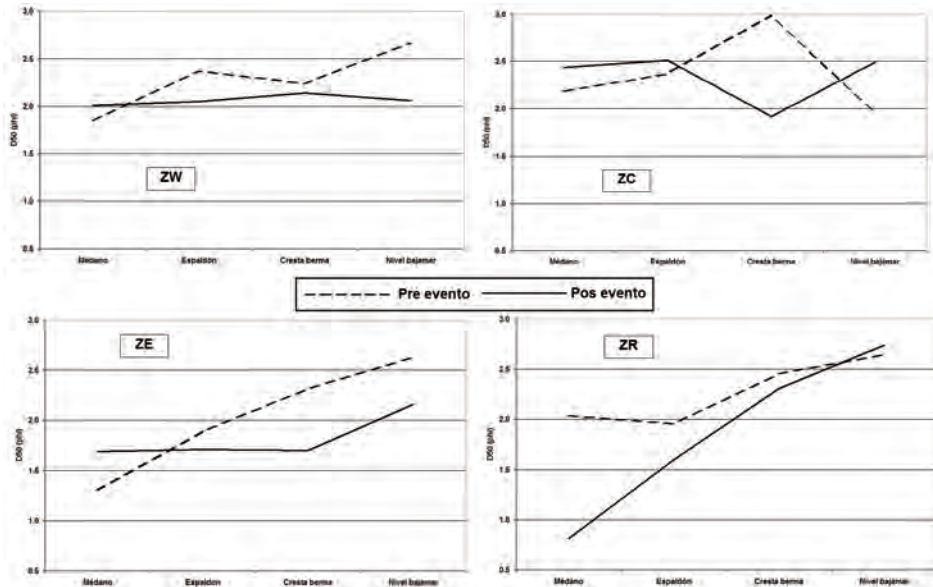 3.0
2.5
2.0
1.5
1.0
0.5
D50 (phi)
ZW
Médano Espaldón Cresta berma Nivel bajamar
3.0
2.5
2.0
1.5
1.0
0.5
D50 (phi)
ZC
Médano Espaldón Cresta berma Nivel bajamar
Pre evento Pos evento
3.0
2.5
2.0
1.5
1.0
0.5
D50 (phi)
ZE
Médano Espaldón Cresta berma Nivel bajamar
3.0
2.5
2.0
1.5
1.0
0.5
D50 (phi)
ZR
Médano Espaldón Cresta berma Nivel bajamar